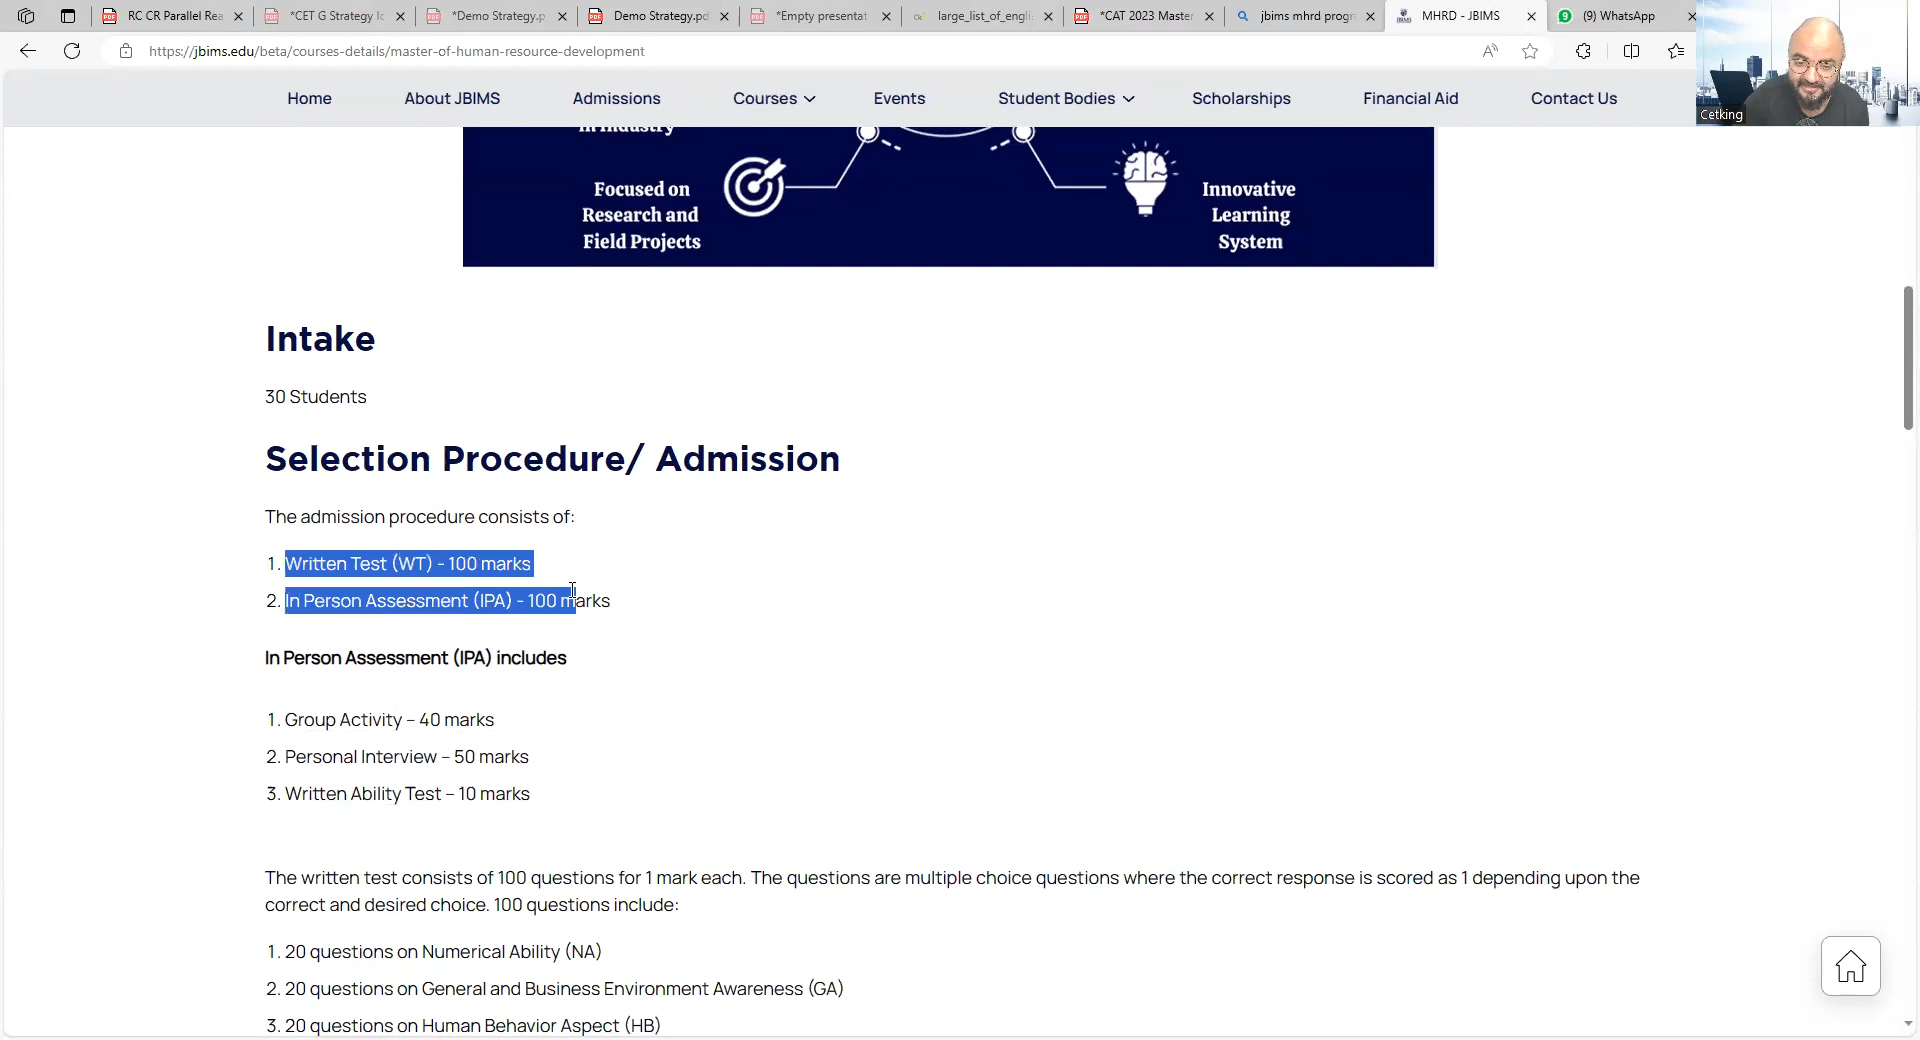 RC CR Parallel Rea
*CET G Strategy
*Demo Strategy.p
Demo Strategy.pd
*Empty presentat
large_list_of_engli
*CAT 2023 Master
jbims mhrd progr
MHRD - JBIMS
(9) WhatsApp
https://jbims.edu/beta/courses-details/master-of-human-resource-development
Cetking
Home
About JBIMS
Admissions
Courses
Events
Student Bodies
Scholarships
Financial Aid
Contact Us
in Industry
Focused on
Research and
Field Projects
Innovative
Learning
System
Intake
30 Students
Selection Procedure/ Admission
The admission procedure consists of:
1. Written Test (WT) - 100 marks
2. In Person Assessment (IPA) - 100 marks
In Person Assessment (IPA) includes
1. Group Activity – 40 marks
2. Personal Interview – 50 marks
3. Written Ability Test – 10 marks
The written test consists of 100 questions for 1 mark each. The questions are multiple choice questions where the correct response is scored as 1 depending upon the
correct and desired choice. 100 questions include:
1. 20 questions on Numerical Ability (NA)
2. 20 questions on General and Business Environment Awareness (GA)
3. 20 questions on Human Behavior Aspect (HB)